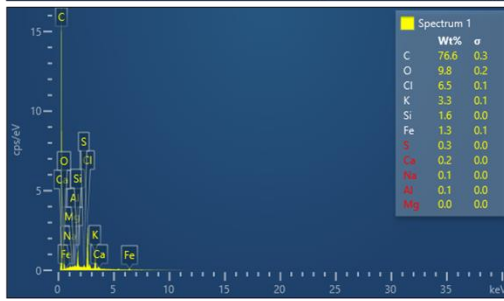 Spectrum 1
Wt% σ
C 76.6 0.3
O 9.8 0.2
Cl 6.5 0.1
K 3.3 0.1
Si 1.6 0.0
Fe 1.3 0.1
S 0.3 0.0
Ca 0.2 0.0
Na 0.1 0.0
Al 0.1 0.0
Mg 0.0 0.0
cps/eV
15
10
5
0
C
S
O
Cl
Ca
Si
Al
Mg
Na
K
Fe
Ca
Fe
0 5 10 15 20 25 30 35 keV